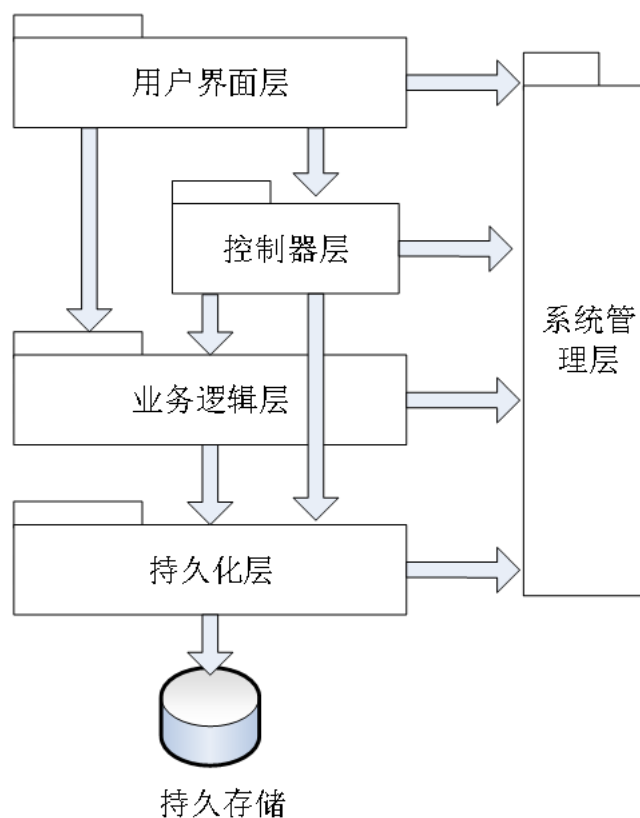 用户界面层
控制器层
系统管
理层
业务逻辑层
持久化层
持久存储